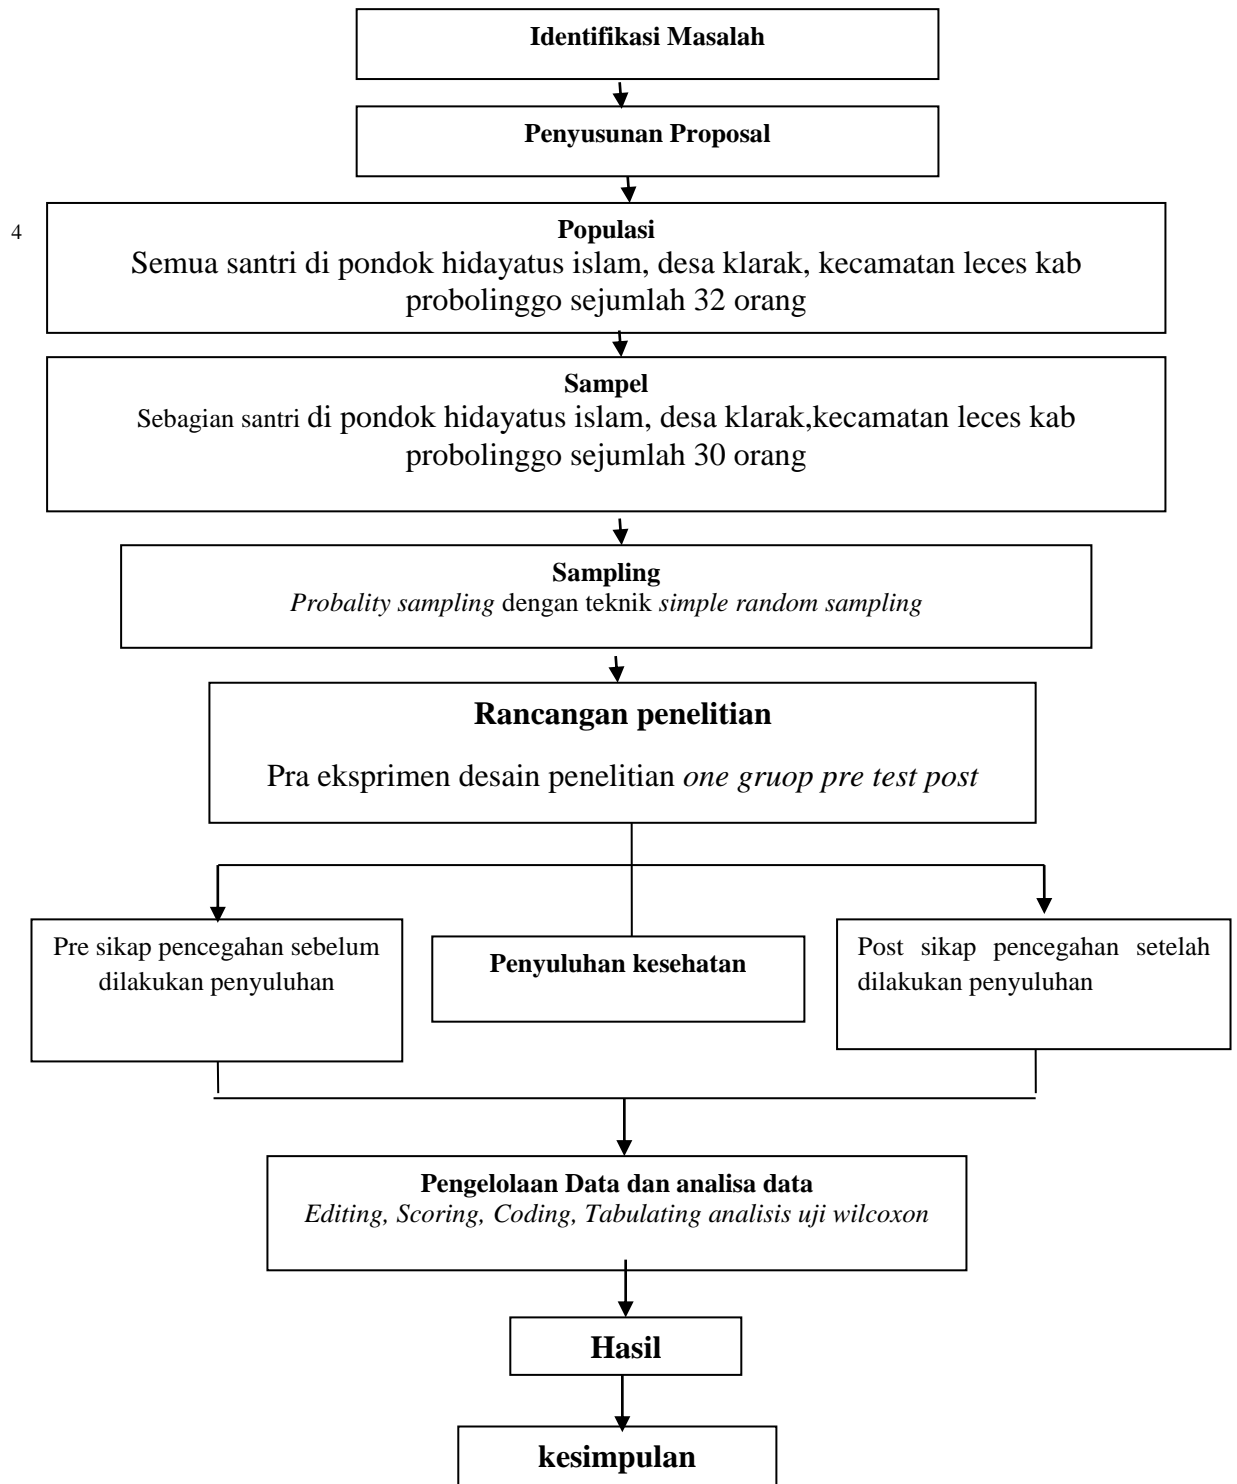 Identifikasi Masalah
Penyusunan Proposal
4
Populasi
Semua santri di pondok hidayatus islam, desa klarak, kecamatan leces kab
probolinggo sejumlah 32 orang
Sampel
Sebagian santri di pondok hidayatus islam, desa klarak,kecamatan leces kab
probolinggo sejumlah 30 orang
Sampling
Probality sampling dengan teknik simple random sampling
Rancangan penelitian
Pra eksprimen desain penelitian one gruop pre test post
Pre sikap pencegahan sebelum
dilakukan penyuluhan
Penyuluhan kesehatan
Post sikap pencegahan setelah
dilakukan penyuluhan
Pengelolaan Data dan analisa data
Editing, Scoring, Coding, Tabulating analisis uji wilcoxon
Hasil
kesimpulan